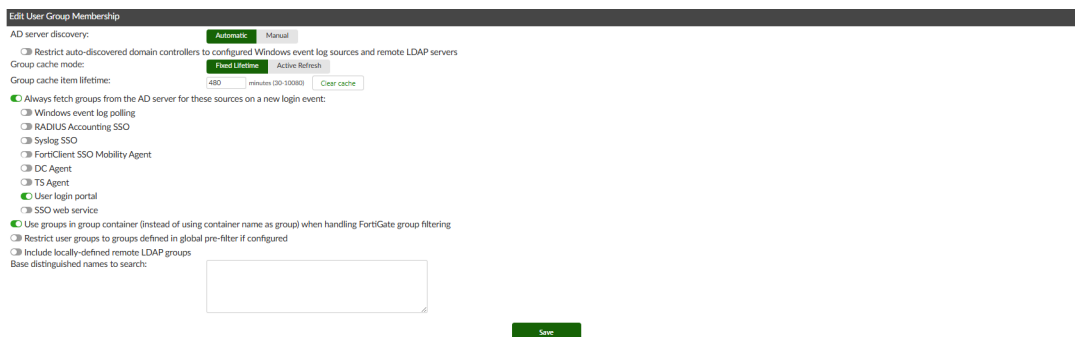 Edit User Group Membership
AD server discovery: Automatic Manual
Restrict auto-discovered domain controllers to configured Windows event log sources and remote LDAP servers
Group cache mode: Fixed Lifetime Active Refresh
Group cache item lifetime: 480 minutes (30-10080) Clear cache
Always fetch groups from the AD server for these sources on a new login event:
Windows event log polling
RADIUS Accounting SSO
Syslog SSO
FortiClient SSO Mobility Agent
DC Agent
TS Agent
User login portal
SSO web service
Use groups in group container (instead of using container name as group) when handling FortiGate group filtering
Restrict user groups to groups defined in global pre-filter if configured
Include locally-defined remote LDAP groups
Base distinguished names to search:
Save